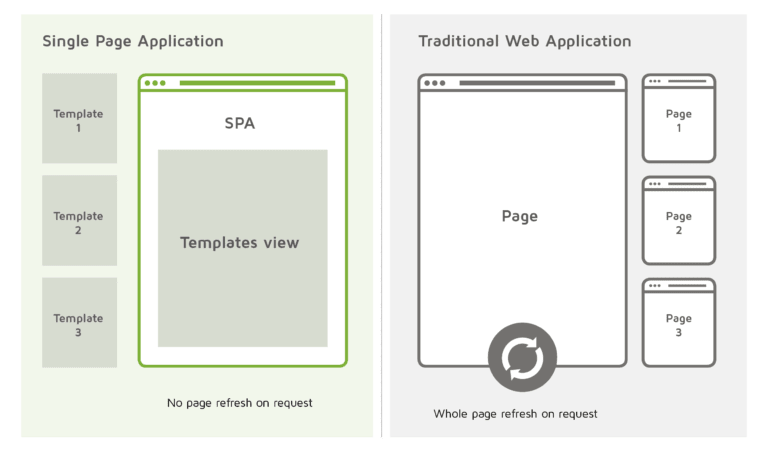 Single Page Application
Template
1
Template
2
Template
3
SPA
Templates view
No page refresh on request
Traditional Web Application
Page
Page
1
Page
2
Page
3
Whole page refresh on request